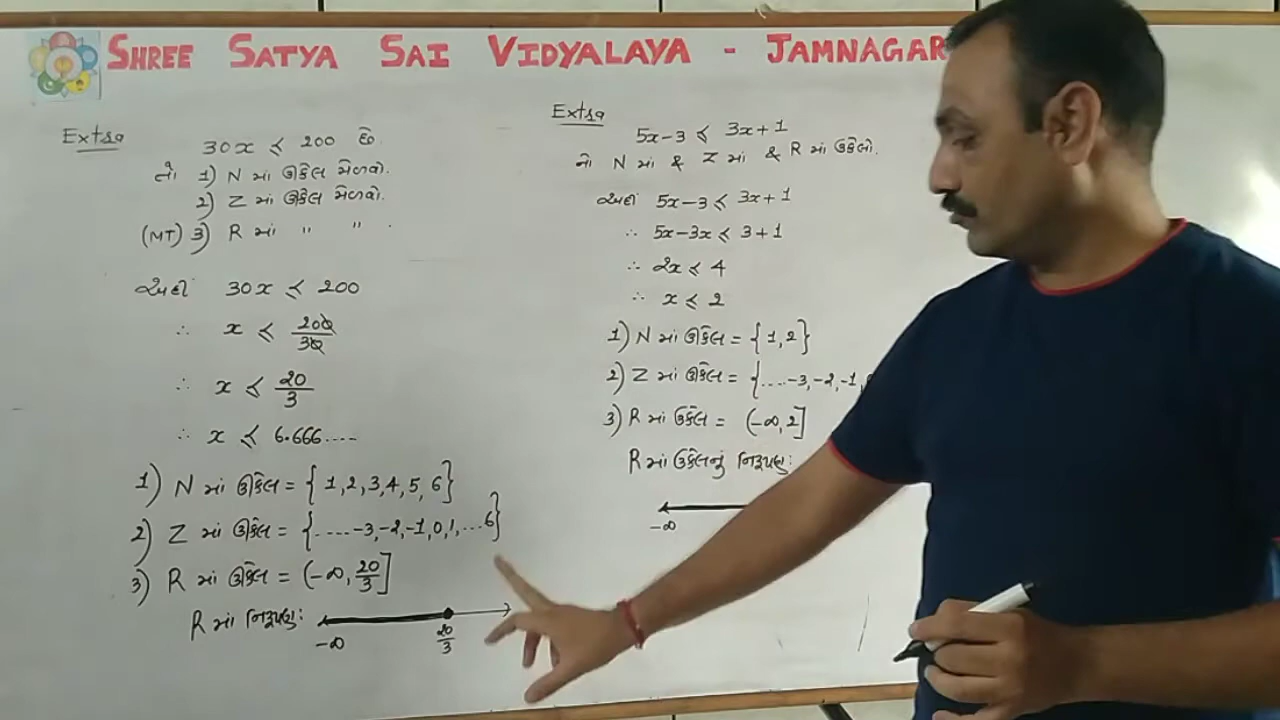 SHREE SATYA SAI VIDYALAYA - JAMNAGAR
Extra
30x ≤ 200 છે.
તો 1) N માં ઉકેલ મેળવો.
2) Z માં ઉકેલ મેળવો.
(MT) 3) R માં " " .
અહીં 30x ≤ 200
∴ x ≤ 200/30
∴ x ≤ 20/3
∴ x ≤ 6.666....
1) N માં ઉકેલ = { 1, 2, 3, 4, 5, 6 }
2) Z માં ઉકેલ = { .....-3, -2, -1, 0, 1, ...6 }
3) R માં ઉકેલ = (-∞, 20/3]
R માં નિરૂપણ:
-∞ 20/3
Extra
5x-3 ≤ 3x+1
નો N માં & Z માં & R માં ઉકેલો.
અહીં 5x-3 ≤ 3x+1
∴ 5x-3x ≤ 3+1
∴ 2x ≤ 4
∴ x ≤ 2
1) N માં ઉકેલ = { 1, 2 }
2) Z માં ઉકેલ = { ....-3, -2, -1,
3) R માં ઉકેલ = (-∞, 2]
R માં ઉકેલનું નિરૂપણ:
-∞